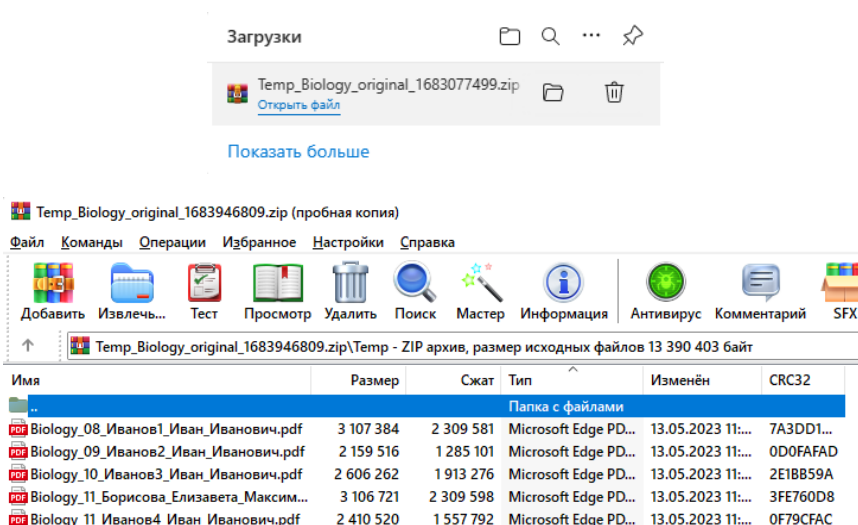 Загрузки
Temp_Biology_original_1683077499.zip
Открыть файл
Показать больше
Temp_Biology_original_1683946809.zip (пробная копия)
Файл Команды Операции Избранное Настройки Справка
Добавить Извлечь... Тест Просмотр Удалить Поиск Мастер Информация Антивирус Комментарий SFX
Temp_Biology_original_1683946809.zip\Temp - ZIP архив, размер исходных файлов 13 390 403 байт
Имя Размер Сжат Тип Изменён CRC32
.. Папка с файлами
PDF Biology_08_Иванов1_Иван_Иванович.pdf 3 107 384 2 309 581 Microsoft Edge PD... 13.05.2023 11:... 7A3DD1...
PDF Biology_09_Иванов2_Иван_Иванович.pdf 2 159 516 1 285 101 Microsoft Edge PD... 13.05.2023 11:... 0D0FAFAD
PDF Biology_10_Иванов3_Иван_Иванович.pdf 2 606 262 1 913 276 Microsoft Edge PD... 13.05.2023 11:... 2E1BB59A
PDF Biology_11_Борисова_Елизавета_Максим... 3 106 721 2 309 598 Microsoft Edge PD... 13.05.2023 11:... 3FE760D8
PDF Biology_11_Иванов4_Иван_Иванович.pdf 2 410 520 1 557 792 Microsoft Edge PD... 13.05.2023 11:... 0F79CFAC